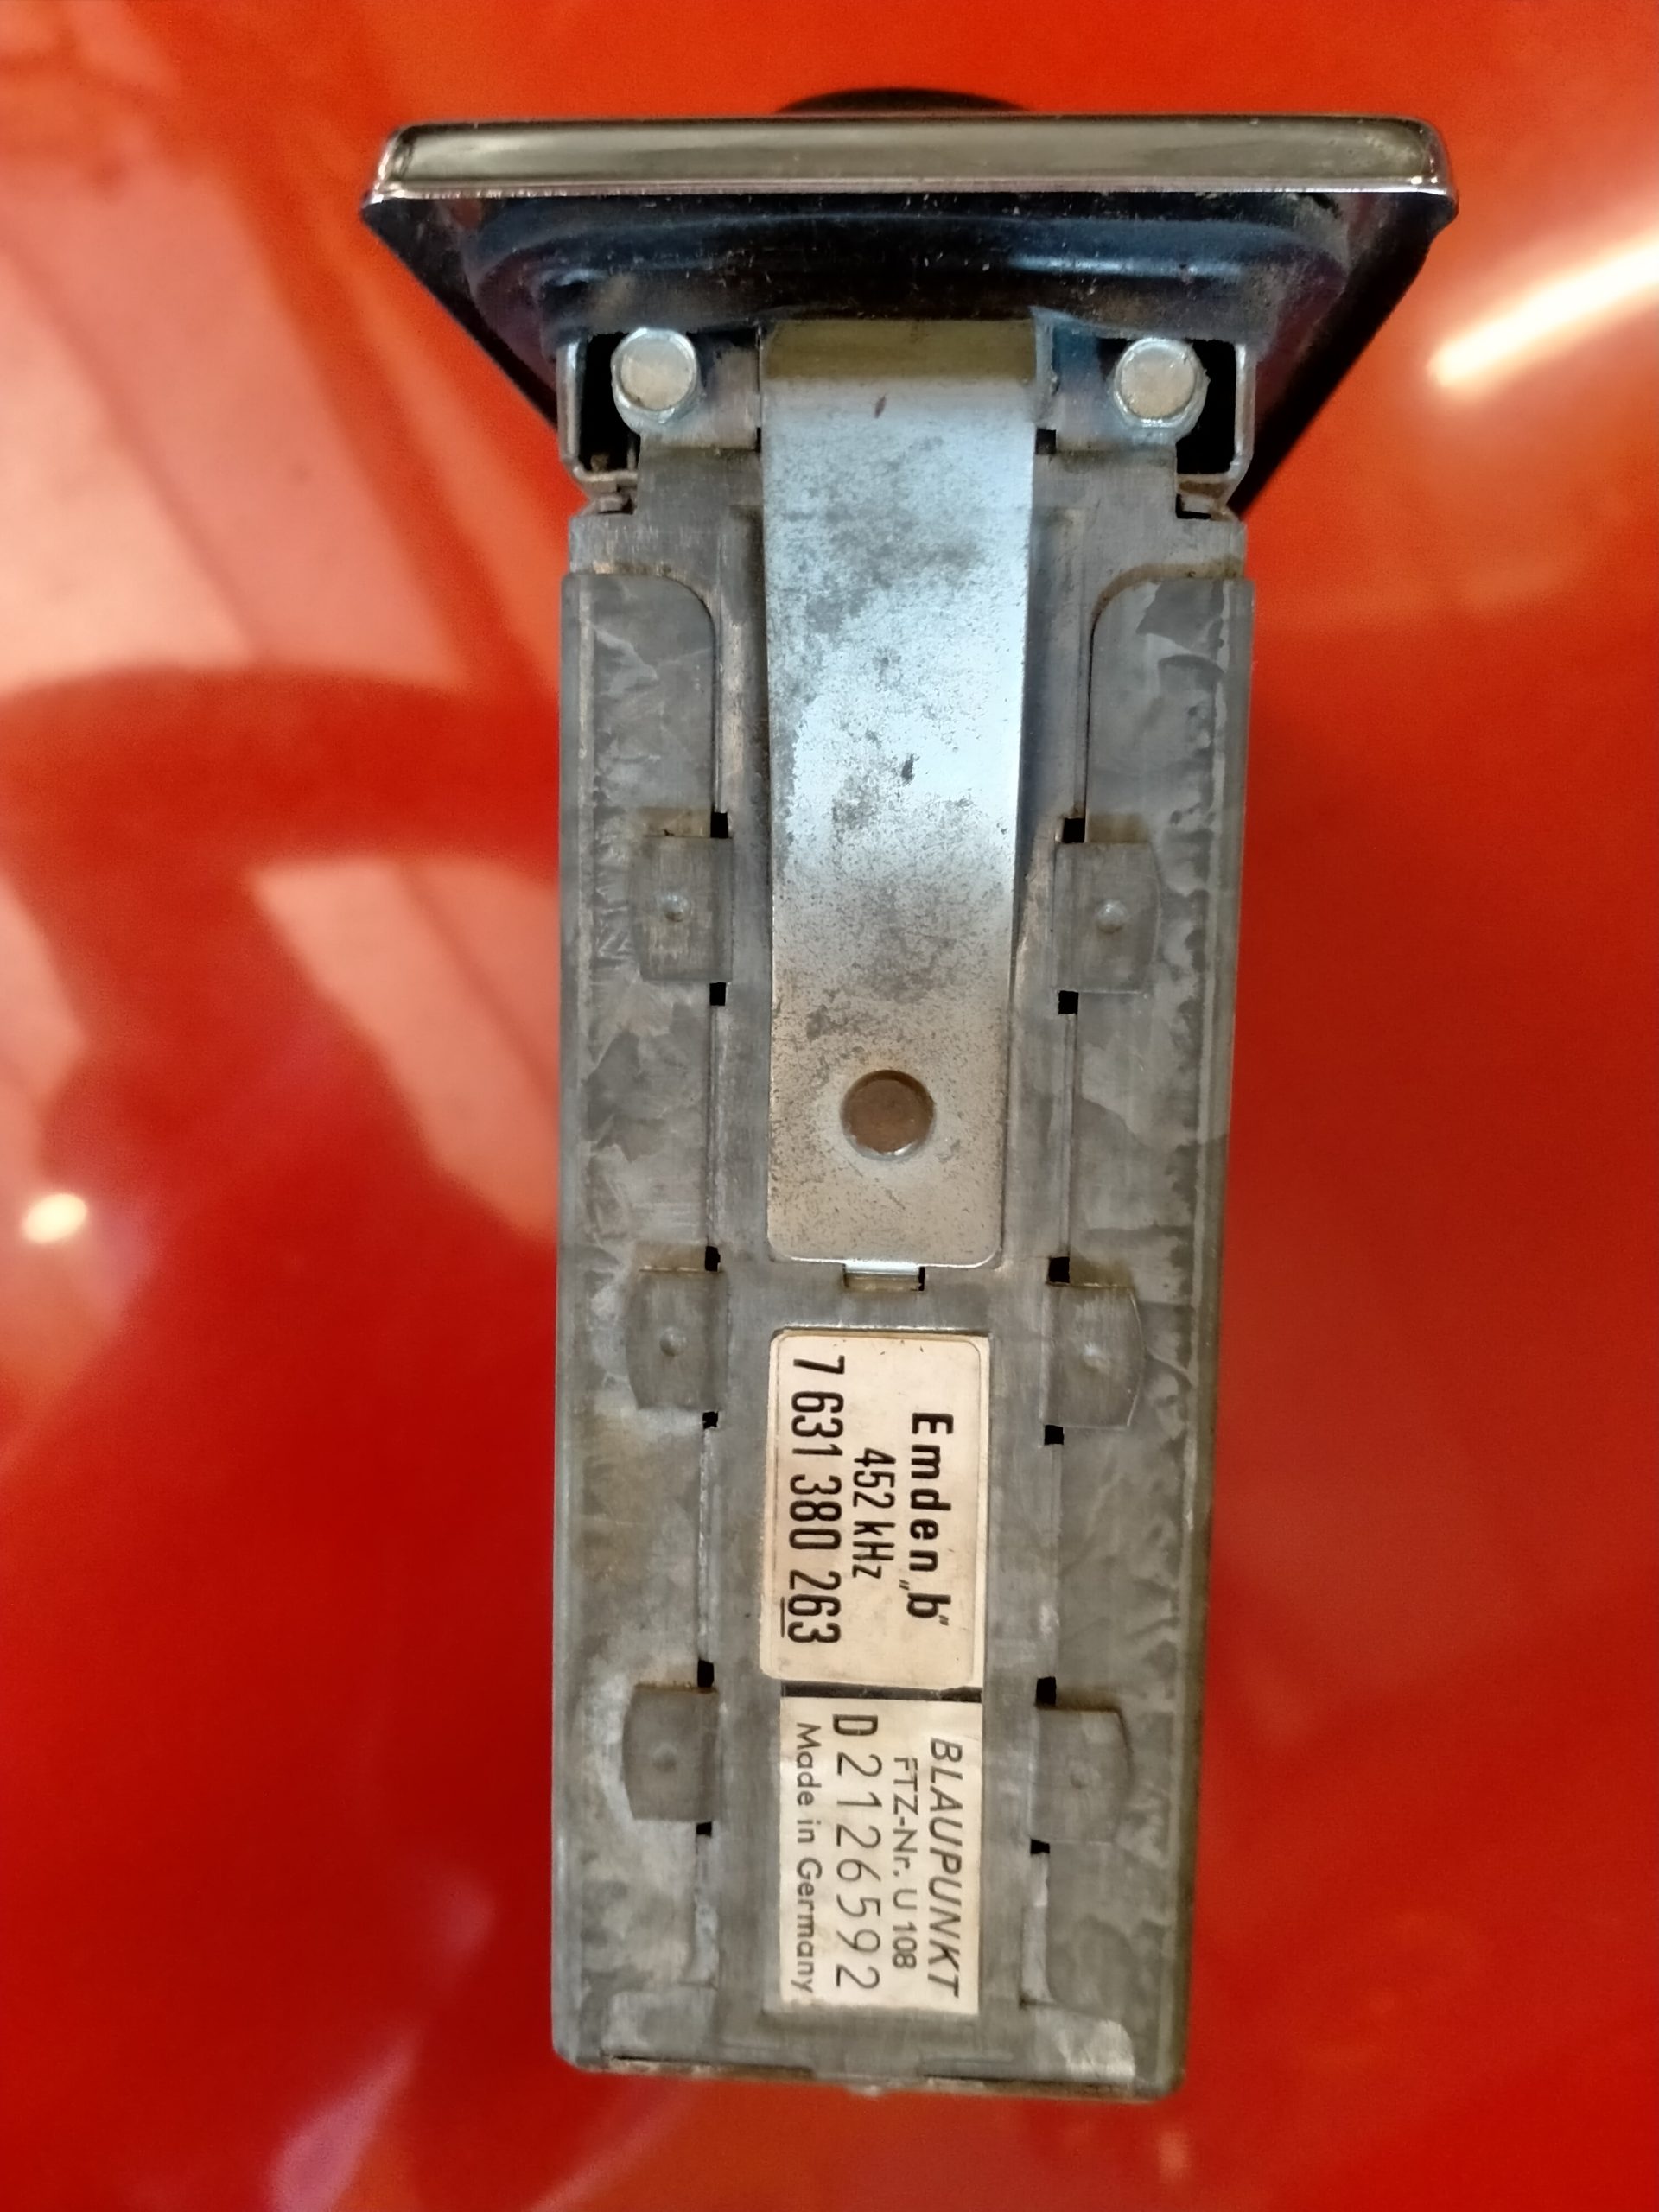 Emden „b"
452 kHz
7 631 380 263
BLAUPUNKT
FTZ-Nr. U 108
D 2126592
Made in Germany